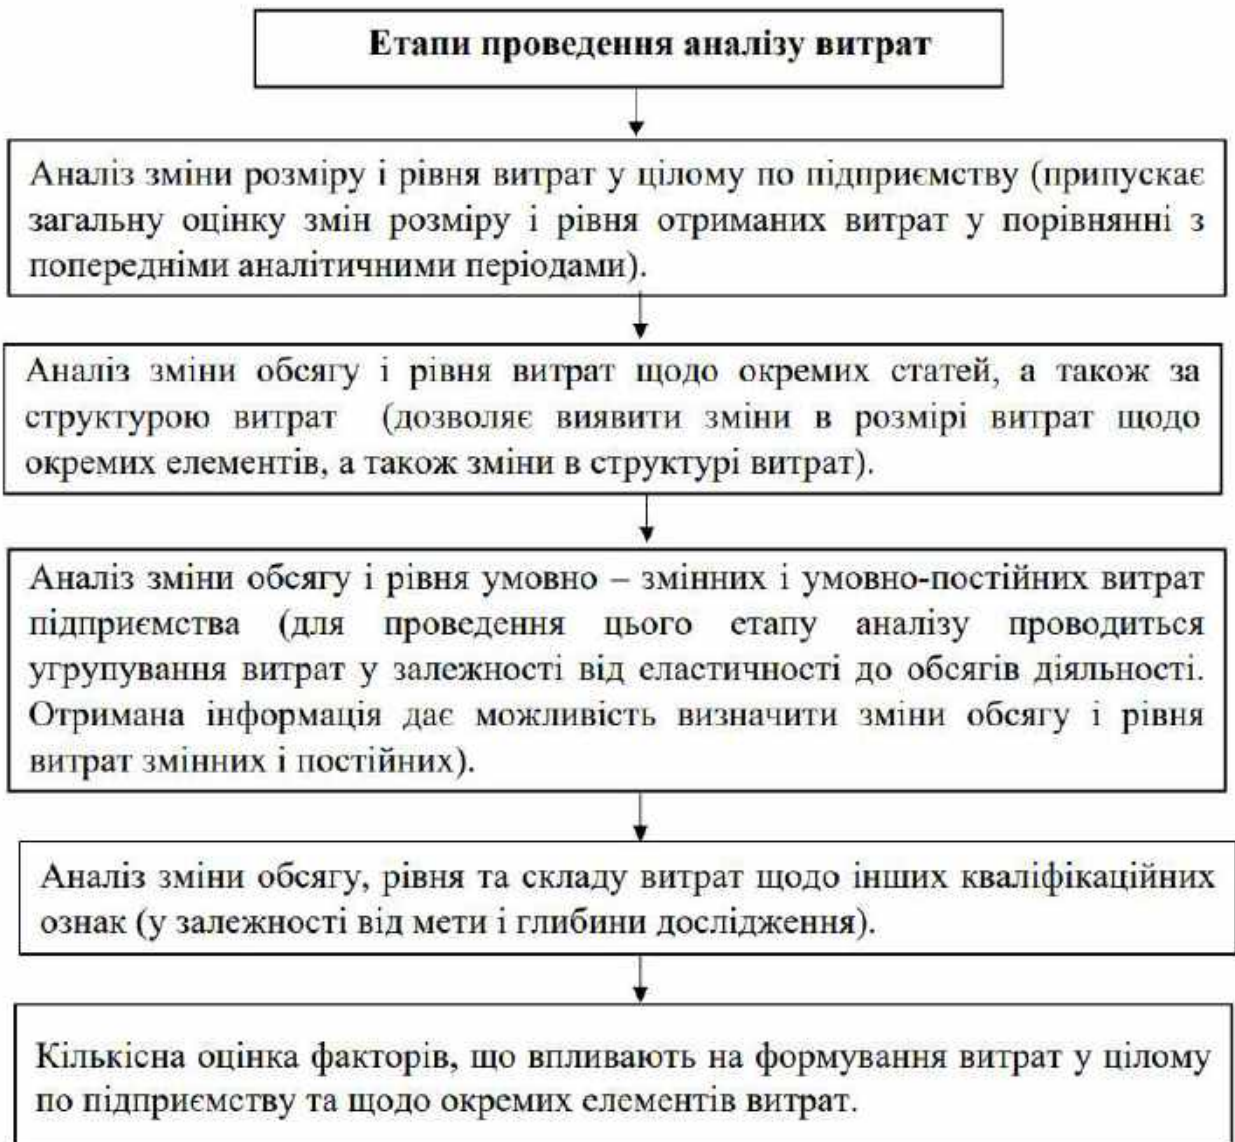 Етапи проведення аналізу витрат
Аналіз зміни розміру і рівня витрат у цілому по підприємству (припускає
загальну оцінку змін розміру і рівня отриманих витрат у порівнянні з
попередніми аналітичними періодами).
Аналіз зміни обсягу і рівня витрат щодо окремих статей, а також за
структурою витрат (дозволяє виявити зміни в розмірі витрат щодо
окремих елементів, а також зміни в структурі витрат).
Аналіз зміни обсягу і рівня умовно – змінних і умовно-постійних витрат
підприємства (для проведення цього етапу аналізу проводиться
угрупування витрат у залежності від еластичності до обсягів діяльності.
Отримана інформація дає можливість визначити зміни обсягу і рівня
витрат змінних і постійних).
Аналіз зміни обсягу, рівня та складу витрат щодо інших кваліфікаційних
ознак (у залежності від мети і глибини дослідження).
Кількісна оцінка факторів, що впливають на формування витрат у цілому
по підприємству та щодо окремих елементів витрат.